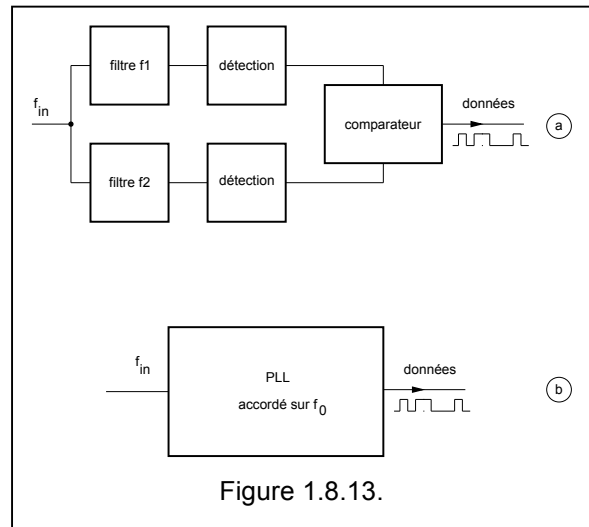 filtre f1
détection
f in
comparateur
données
a
filtre f2
détection
f in
PLL
accordé sur f 0
données
b
Figure 1.8.13.